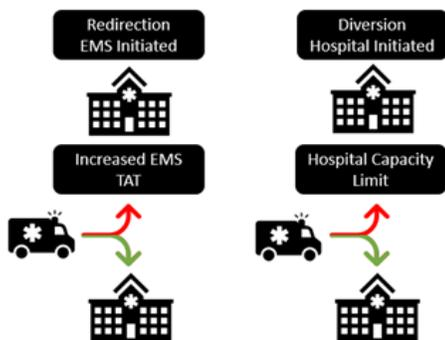 Redirection
EMS Initiated
Diversion
Hospital Initiated
Increased EMS
TAT
Hospital Capacity
Limit